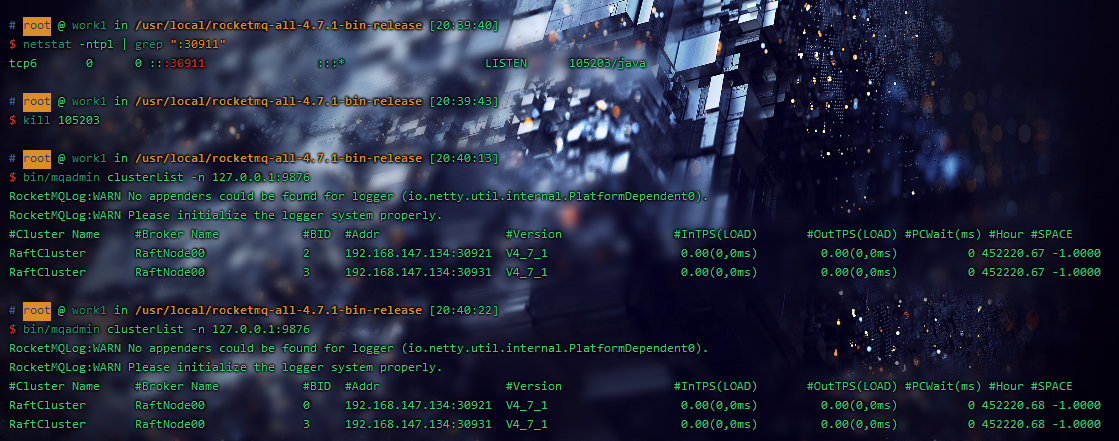 # root @ work1 in /usr/local/rocketmq-all-4.7.1-bin-release [20:39:40]
$ netstat -ntpl | grep ":30911"
tcp6       0      0 :::30911                :::*                    LISTEN      105203/java
# root @ work1 in /usr/local/rocketmq-all-4.7.1-bin-release [20:39:43]
$ kill 105203
# root @ work1 in /usr/local/rocketmq-all-4.7.1-bin-release [20:40:13]
$ bin/mqadmin clusterList -n 127.0.0.1:9876
RocketMQLog:WARN No appenders could be found for logger (io.netty.util.internal.PlatformDependent0).
RocketMQLog:WARN Please initialize the logger system properly.
#Cluster Name     #Broker Name            #BID  #Addr                  #Version                #InTPS(LOAD)       #OutTPS(LOAD) #PCWait(ms) #Hour #SPACE
RaftCluster       RaftNode00              2     192.168.147.134:30921  V4_7_1                   0.00(0,0ms)         0.00(0,0ms)          0 452220.67 -1.0000
RaftCluster       RaftNode00              3     192.168.147.134:30931  V4_7_1                   0.00(0,0ms)         0.00(0,0ms)          0 452220.67 -1.0000
# root @ work1 in /usr/local/rocketmq-all-4.7.1-bin-release [20:40:22]
$ bin/mqadmin clusterList -n 127.0.0.1:9876
RocketMQLog:WARN No appenders could be found for logger (io.netty.util.internal.PlatformDependent0).
RocketMQLog:WARN Please initialize the logger system properly.
#Cluster Name     #Broker Name            #BID  #Addr                  #Version                #InTPS(LOAD)       #OutTPS(LOAD) #PCWait(ms) #Hour #SPACE
RaftCluster       RaftNode00              0     192.168.147.134:30921  V4_7_1                   0.00(0,0ms)         0.00(0,0ms)          0 452220.68 -1.0000
RaftCluster       RaftNode00              3     192.168.147.134:30931  V4_7_1                   0.00(0,0ms)         0.00(0,0ms)          0 452220.68 -1.0000